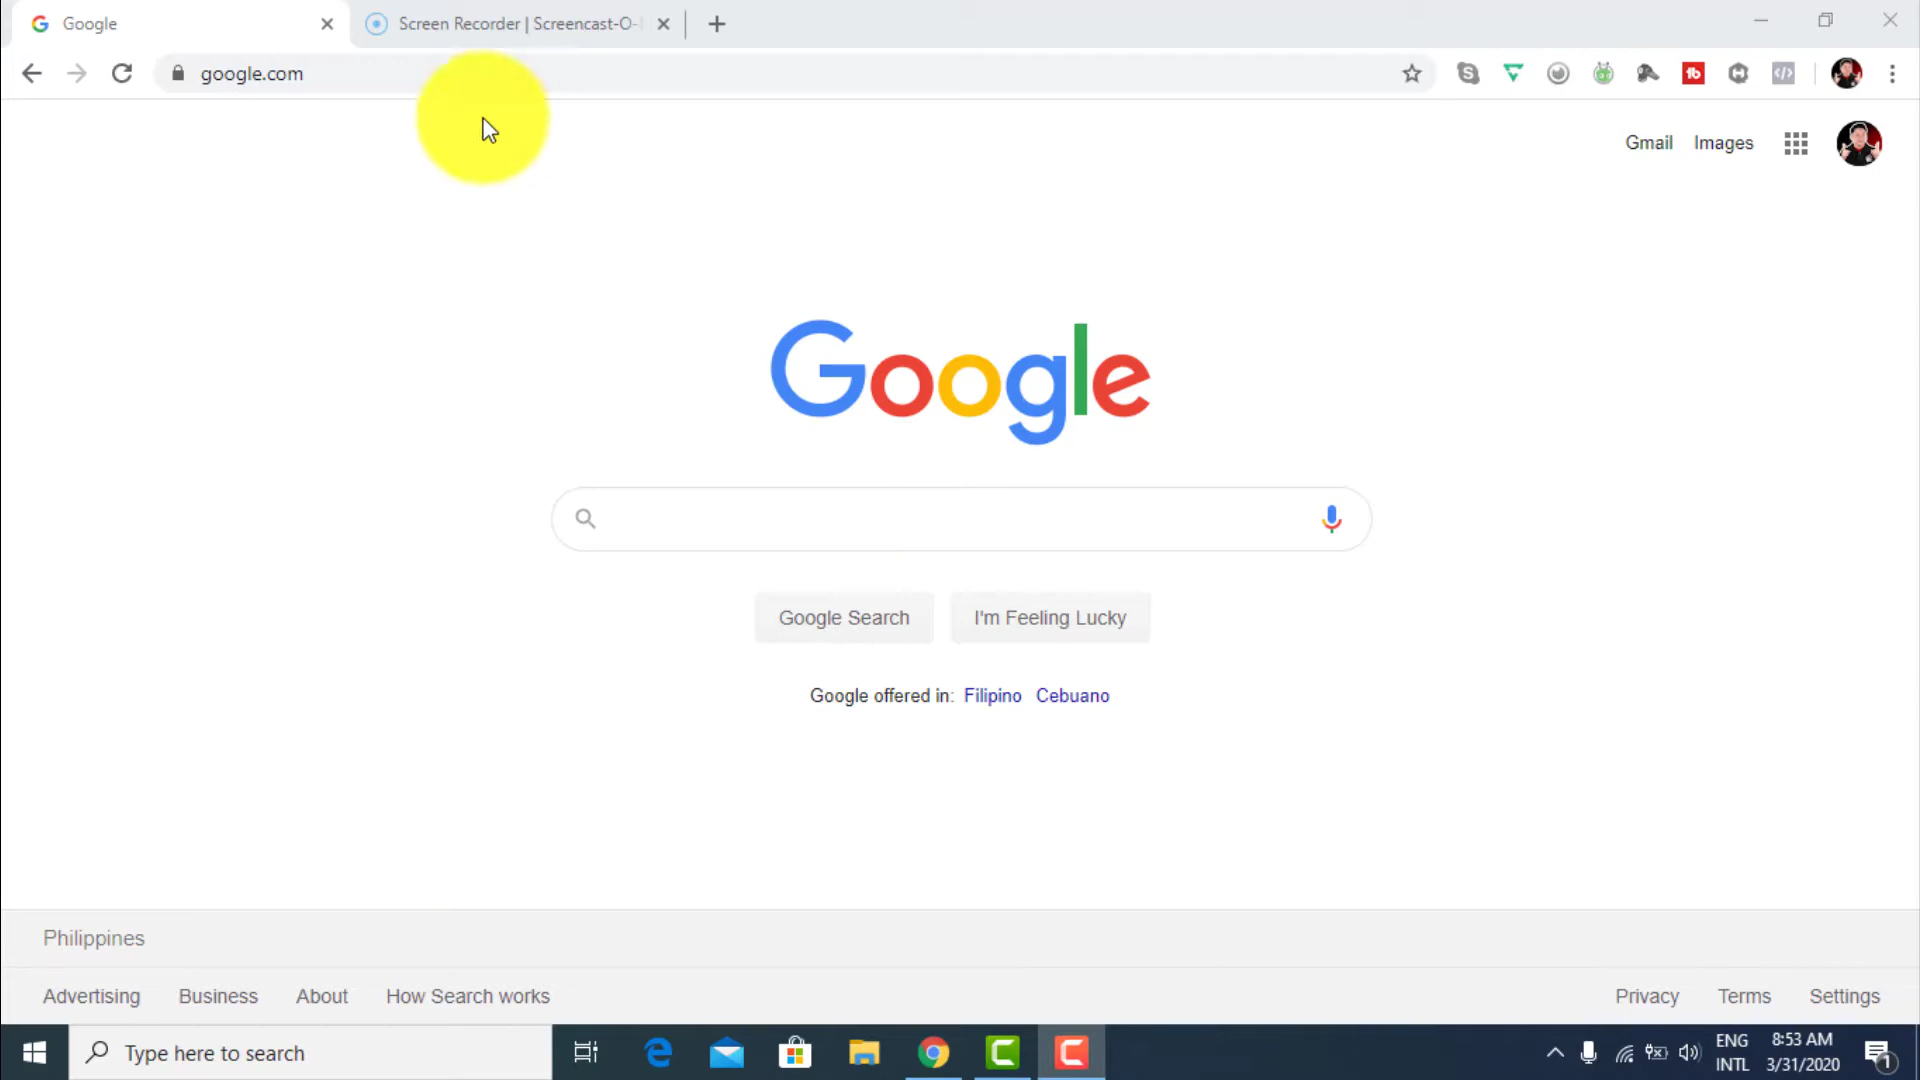 Google
Screen Recorder | Screencast-O-
google.com
Gmail Images
Google
Google Search I'm Feeling Lucky
Google offered in: Filipino Cebuano
Philippines
Advertising Business About How Search works Privacy Terms Settings
Type here to search
ENG 8:53 AM
INTL 3/31/2020
1